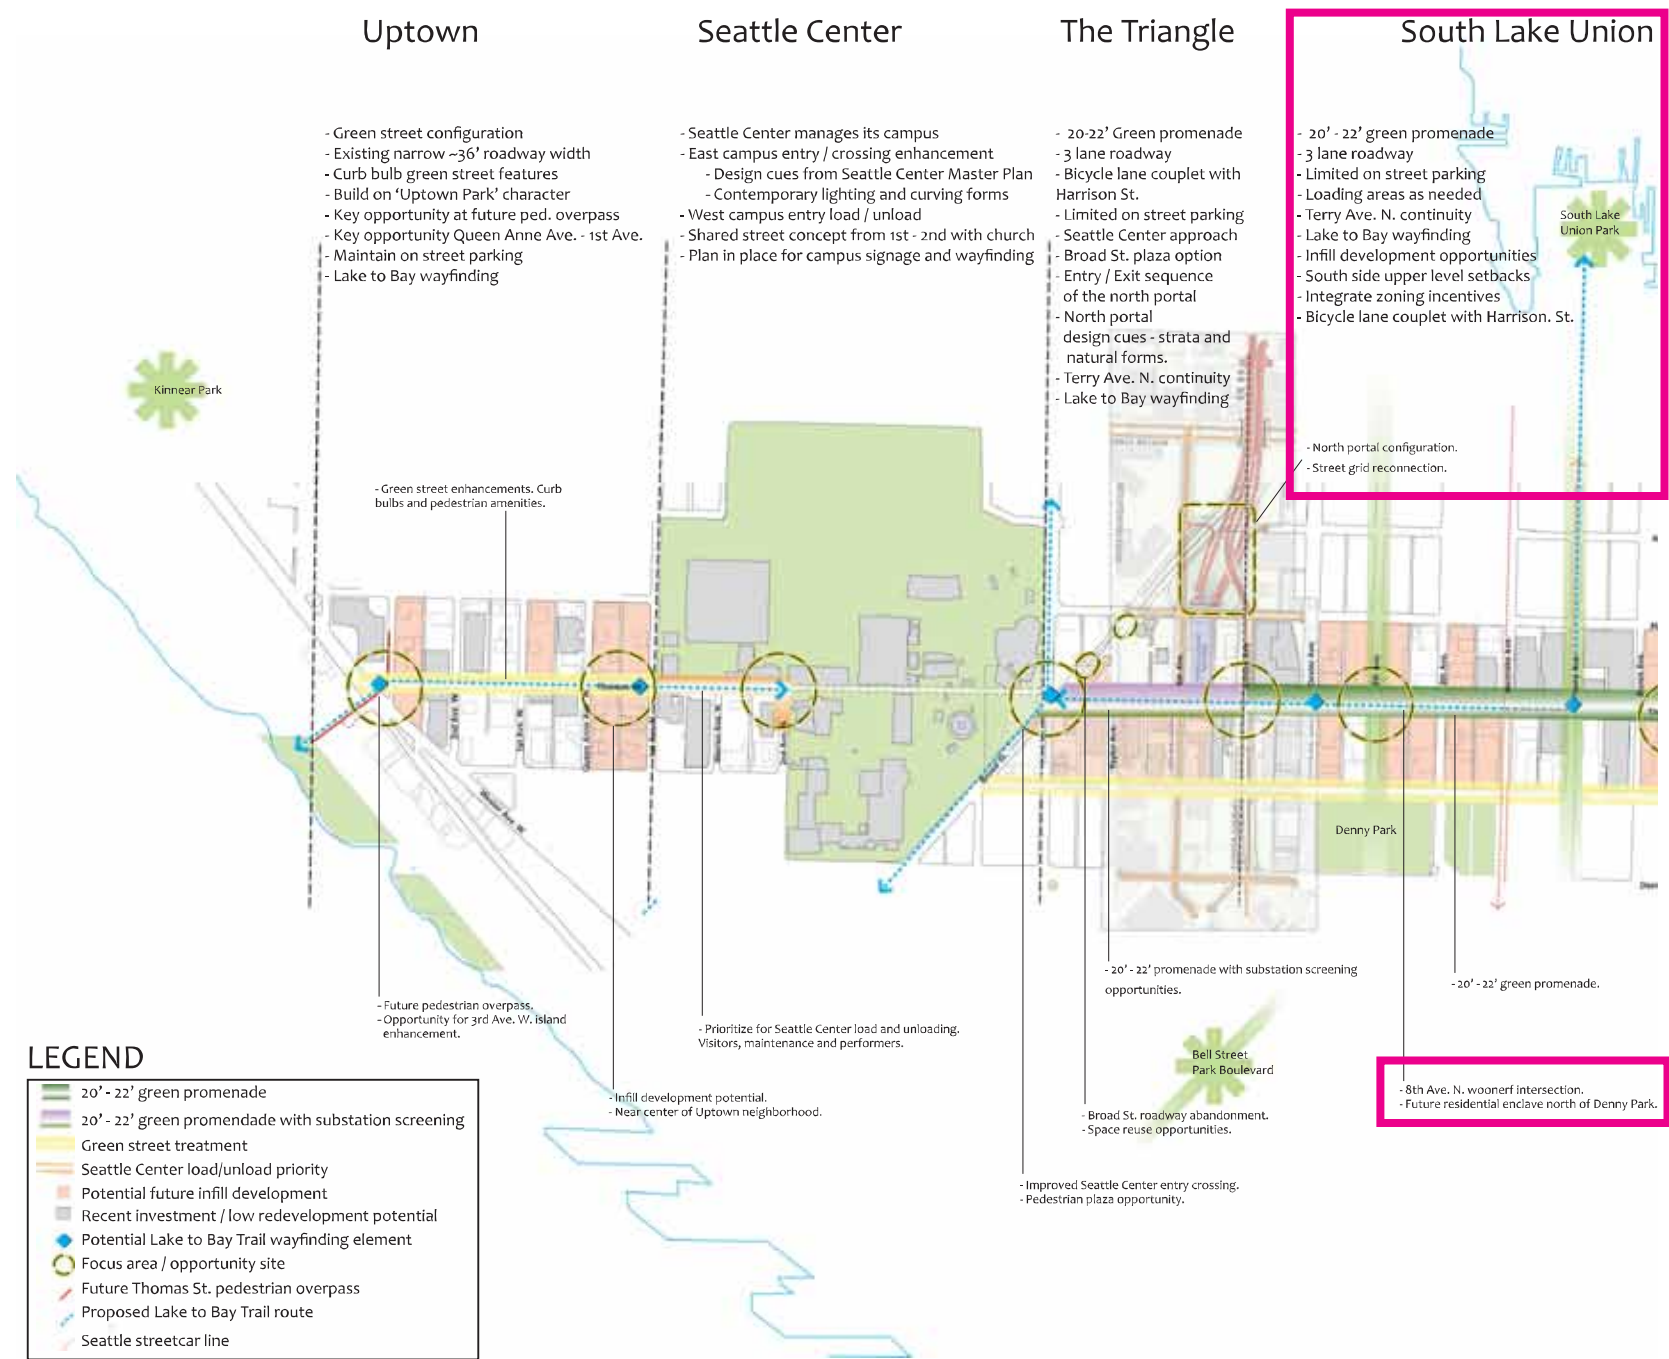 Uptown
Seattle Center
The Triangle
South Lake Union
- Green street configuration
- Existing narrow ~36' roadway width
- Curb bulb green street features
- Build on 'Uptown Park' character
- Key opportunity at future ped. overpass
- Key opportunity Queen Anne Ave. - 1st Ave.
- Maintain on street parking
- Lake to Bay wayfinding
- Seattle Center manages its campus
- East campus entry / crossing enhancement
- Design cues from Seattle Center Master Plan
- Contemporary lighting and curving forms
- West campus entry load / unload
- Shared street concept from 1st - 2nd with church
- Plan in place for campus signage and wayfinding
- 20-22' Green promenade
- 3 lane roadway
- Bicycle lane couplet with
Harrison St.
- Limited on street parking
- Seattle Center approach
- Broad St. plaza option
- Entry / Exit sequence
of the north portal
- North portal
design cues - strata and
natural forms.
- Terry Ave. N. continuity
- Lake to Bay wayfinding
- 20' - 22' green promenade
- 3 lane roadway
- Limited on street parking
- Loading areas as needed
- Terry Ave. N. continuity
- Lake to Bay wayfinding
- Infill development opportunities
- South side upper level setbacks
- Integrate zoning incentives
- Bicycle lane couplet with Harrison. St.
South Lake
Union Park
Kinnear Park
- North portal configuration.
- Street grid reconnection.
- Green street enhancements. Curb
bulbs and pedestrian amenities.
Denny Park
- 20' - 22' promenade with substation screening
opportunities.
- 20' - 22' green promenade.
- Future pedestrian overpass.
- Opportunity for 3rd Ave. W. island
enhancement.
- Prioritize for Seattle Center load and unloading.
Visitors, maintenance and performers.
Bell Street
Park Boulevard
- Infill development potential.
- Near center of Uptown neighborhood.
- Broad St. roadway abandonment.
- Space reuse opportunities.
- 8th Ave. N. woonerf intersection.
- Future residential enclave north of Denny Park.
- Improved Seattle Center entry crossing.
- Pedestrian plaza opportunity.
LEGEND
20' - 22' green promenade
20' - 22' green promendade with substation screening
Green street treatment
Seattle Center load/unload priority
Potential future infill development
Recent investment / low redevelopment potential
Potential Lake to Bay Trail wayfinding element
Focus area / opportunity site
Future Thomas St. pedestrian overpass
Proposed Lake to Bay Trail route
Seattle streetcar line